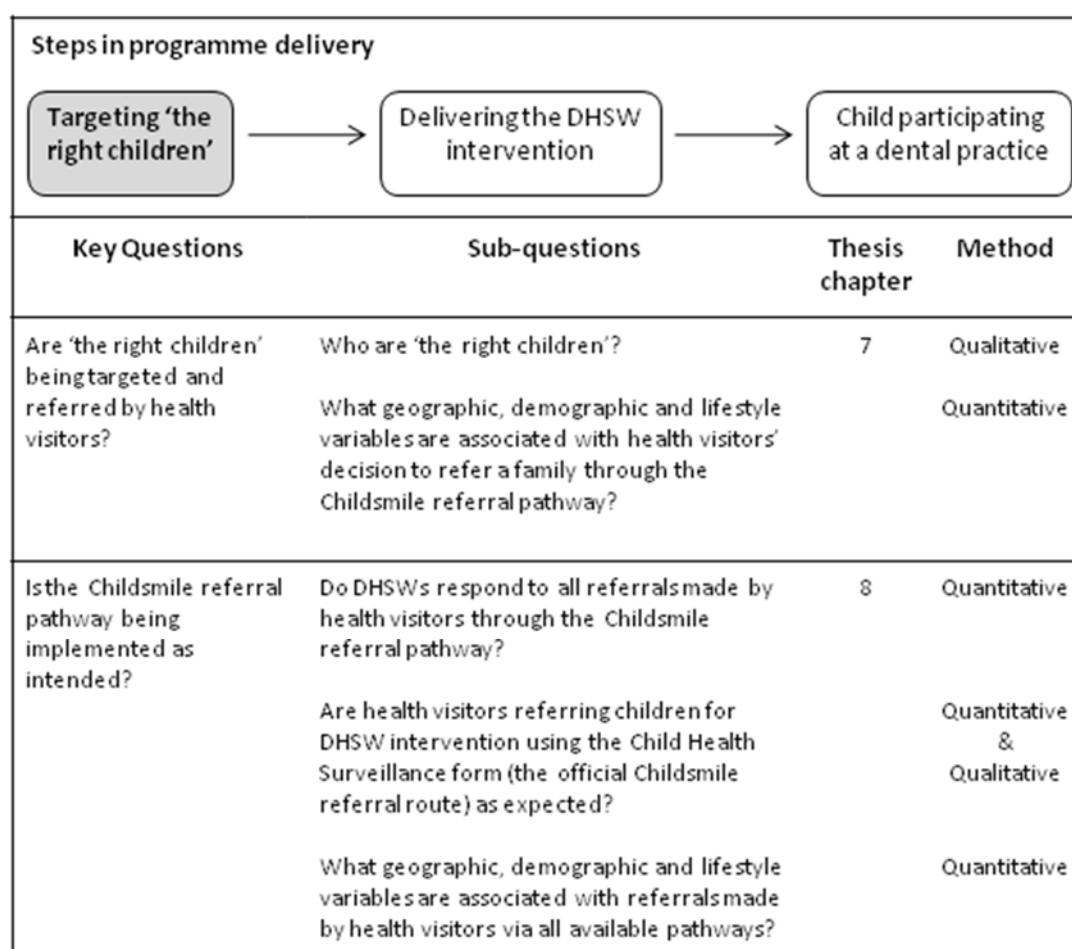 Steps in programme delivery
Targeting ‘the
right children’
Delivering the DHSW
intervention
Child participating
at a dental practice
Key Questions
Sub-questions
Thesis
chapter
Method
Are ‘the right children’
being targeted and
referred by health
visitors?
Who are ‘the right children’?
7
Qualitative
What geographic, demographic and lifestyle
variables are associated with health visitors’
decision to refer a family through the
Childsmile referral pathway?
Quantitative
Is the Childsmile referral
pathway being
implemented as
intended?
Do DHSWs respond to all referrals made by
health visitors through the Childsmile
referral pathway?
8
Quantitative
Are health visitors referring children for
DHSW intervention using the Child Health
Surveillance form (the official Childsmile
referral route) as expected?
Quantitative
&
Qualitative
What geographic, demographic and lifestyle
variables are associated with referrals made
by health visitors via all available pathways?
Quantitative